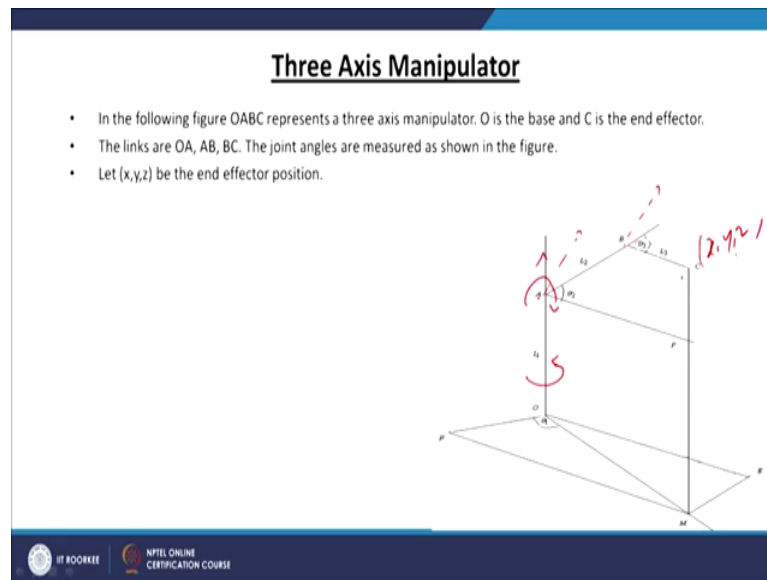 Three Axis Manipulator
• In the following figure OABC represents a three axis manipulator. O is the base and C is the end effector.
• The links are OA, AB, BC. The joint angles are measured as shown in the figure.
• Let (x,y,z) be the end effector position.
(x,y,z)
B
θ3
L3
C
L2
A
θ2
P
L1
O
θ1
M
IIT ROORKEE
NPTEL ONLINE
CERTIFICATION COURSE